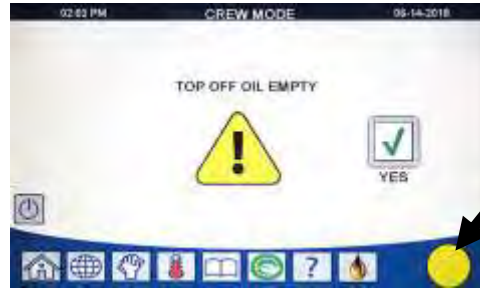 02:03 PM CREW MODE 06-14-2018
TOP OFF OIL EMPTY
!
YES
?